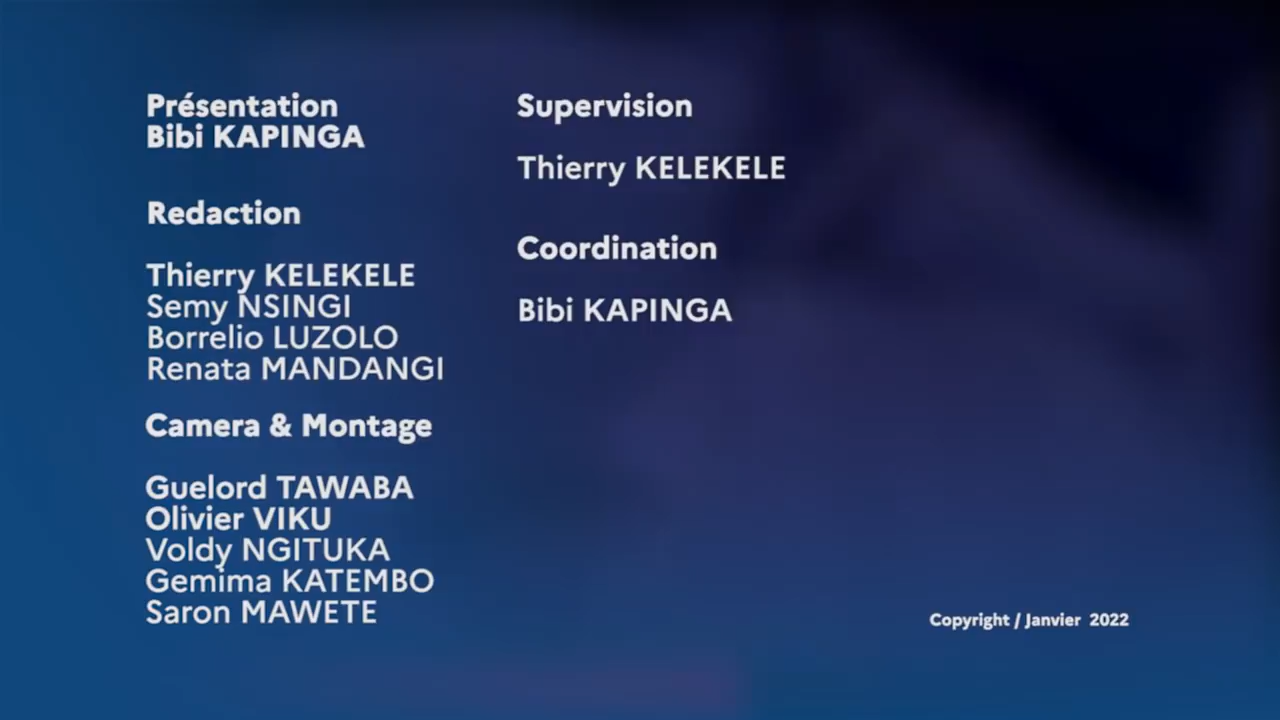 Présentation
Bibi KAPINGA
Redaction
Thierry KELEKELE
Semy NSINGI
Borrelio LUZOLO
Renata MANDANGI
Camera & Montage
Guelord TAWABA
Olivier VIKU
Voldy NGITUKA
Gemima KATEMBO
Saron MAWETE
Supervision
Thierry KELEKELE
Coordination
Bibi KAPINGA
Copyright / Janvier 2022